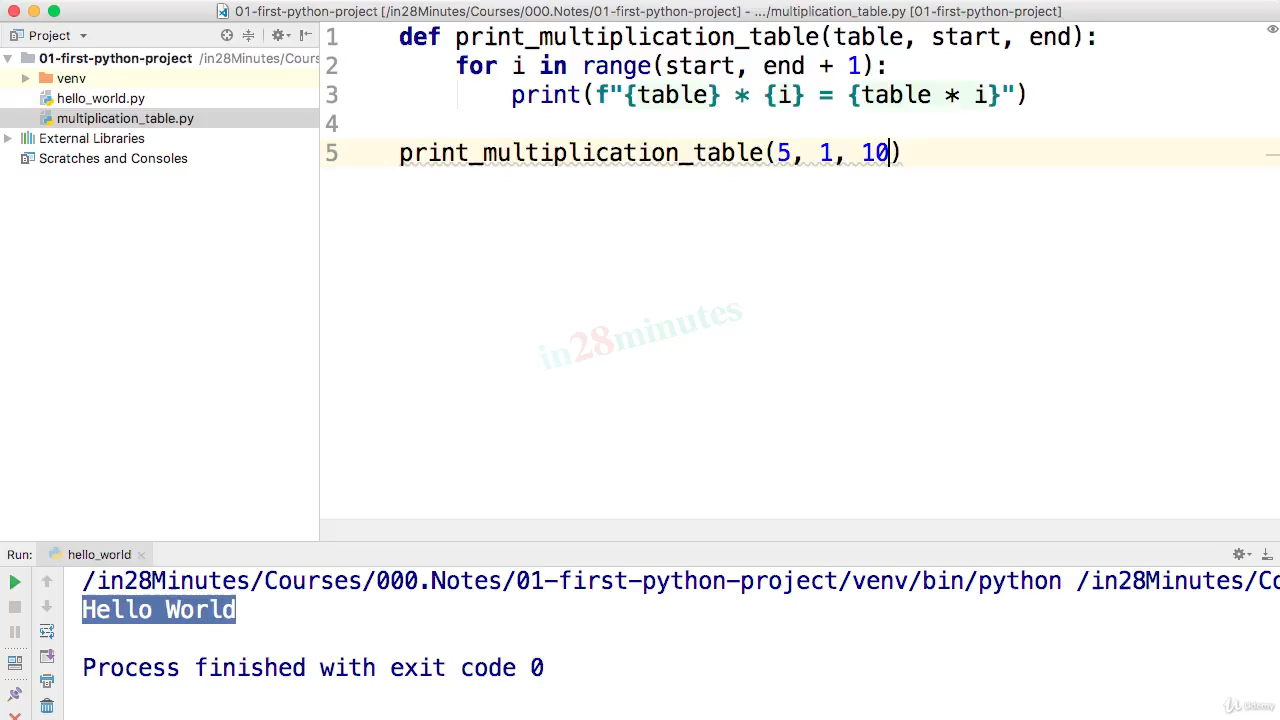 01-first-python-project [/in28Minutes/Courses/000.Notes/01-first-python-project] - .../multiplication_table.py [01-first-python-project]
Project
01-first-python-project /in28Minutes/Cours
venv
hello_world.py
multiplication_table.py
External Libraries
Scratches and Consoles
1 def print_multiplication_table(table, start, end):
2 for i in range(start, end + 1):
3 print(f"{table} * {i} = {table * i}")
4
5 print_multiplication_table(5, 1, 10)
in28minutes
Run: hello_world
/in28Minutes/Courses/000.Notes/01-first-python-project/venv/bin/python /in28Minutes/Co
Hello World
Process finished with exit code 0
Udemy